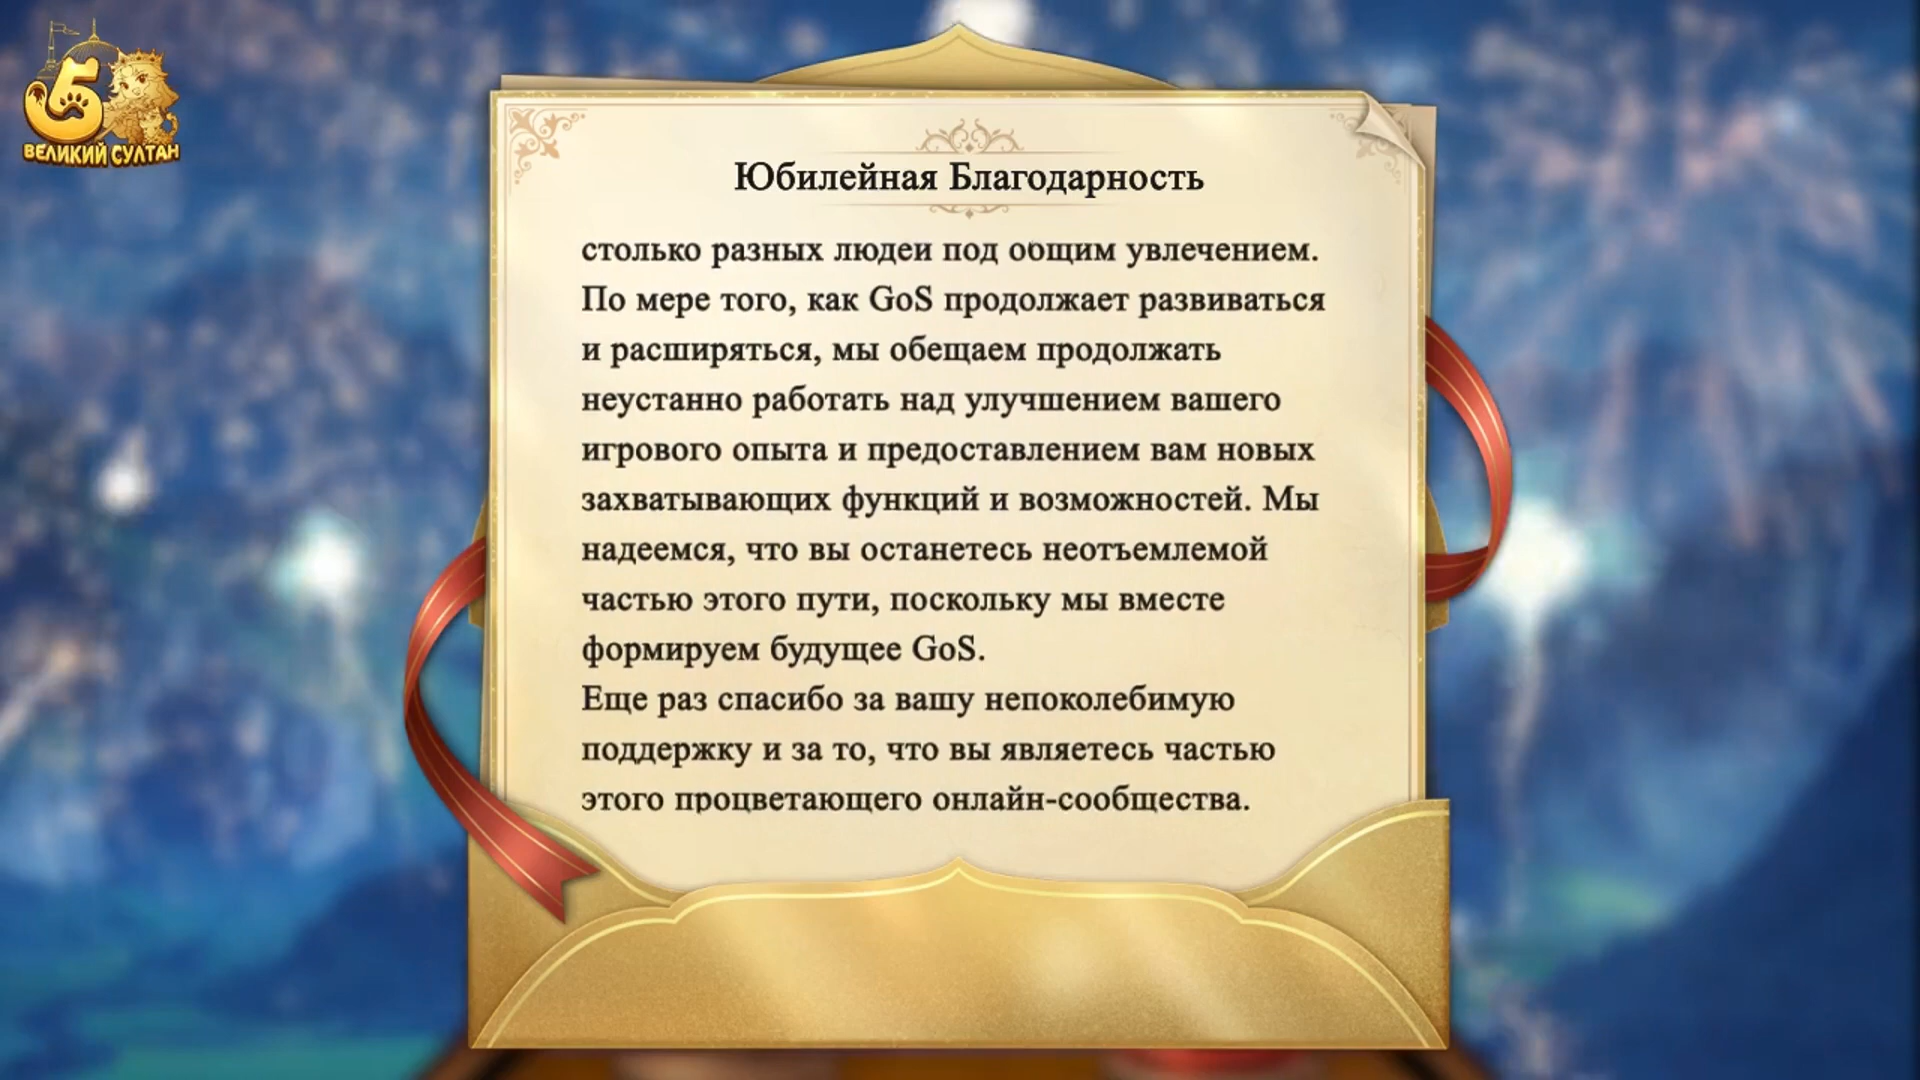 5
ВЕЛИКИЙ СУЛТАН
Юбилейная Благодарность
столько разных людей под общим увлечением.
По мере того, как GoS продолжает развиваться
и расширяться, мы обещаем продолжать
неустанно работать над улучшением вашего
игрового опыта и предоставлением вам новых
захватывающих функций и возможностей. Мы
надеемся, что вы останетесь неотъемлемой
частью этого пути, поскольку мы вместе
формируем будущее GoS.
Еще раз спасибо за вашу непоколебимую
поддержку и за то, что вы являетесь частью
этого процветающего онлайн-сообщества.